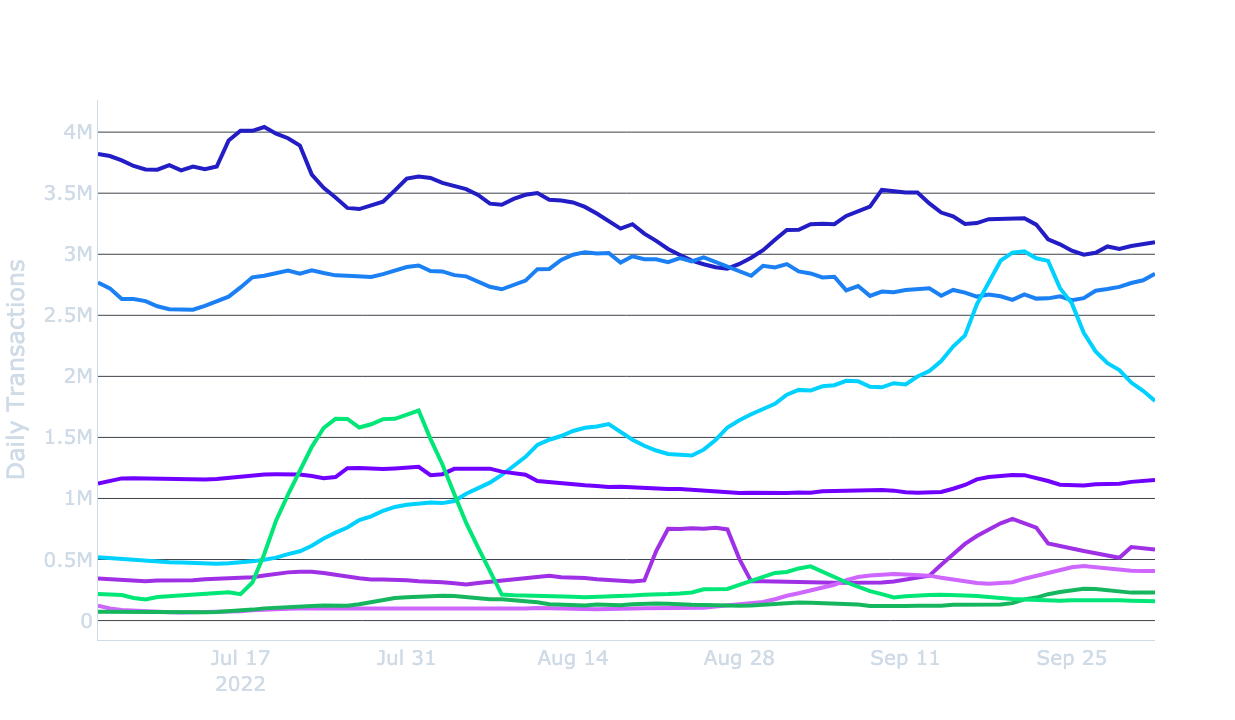 Daily Transactions
4M
3.5M
3M
2.5M
2M
1.5M
1M
0.5M
0
Jul 17
2022
Jul 31
Aug 14
Aug 28
Sep 11
Sep 25